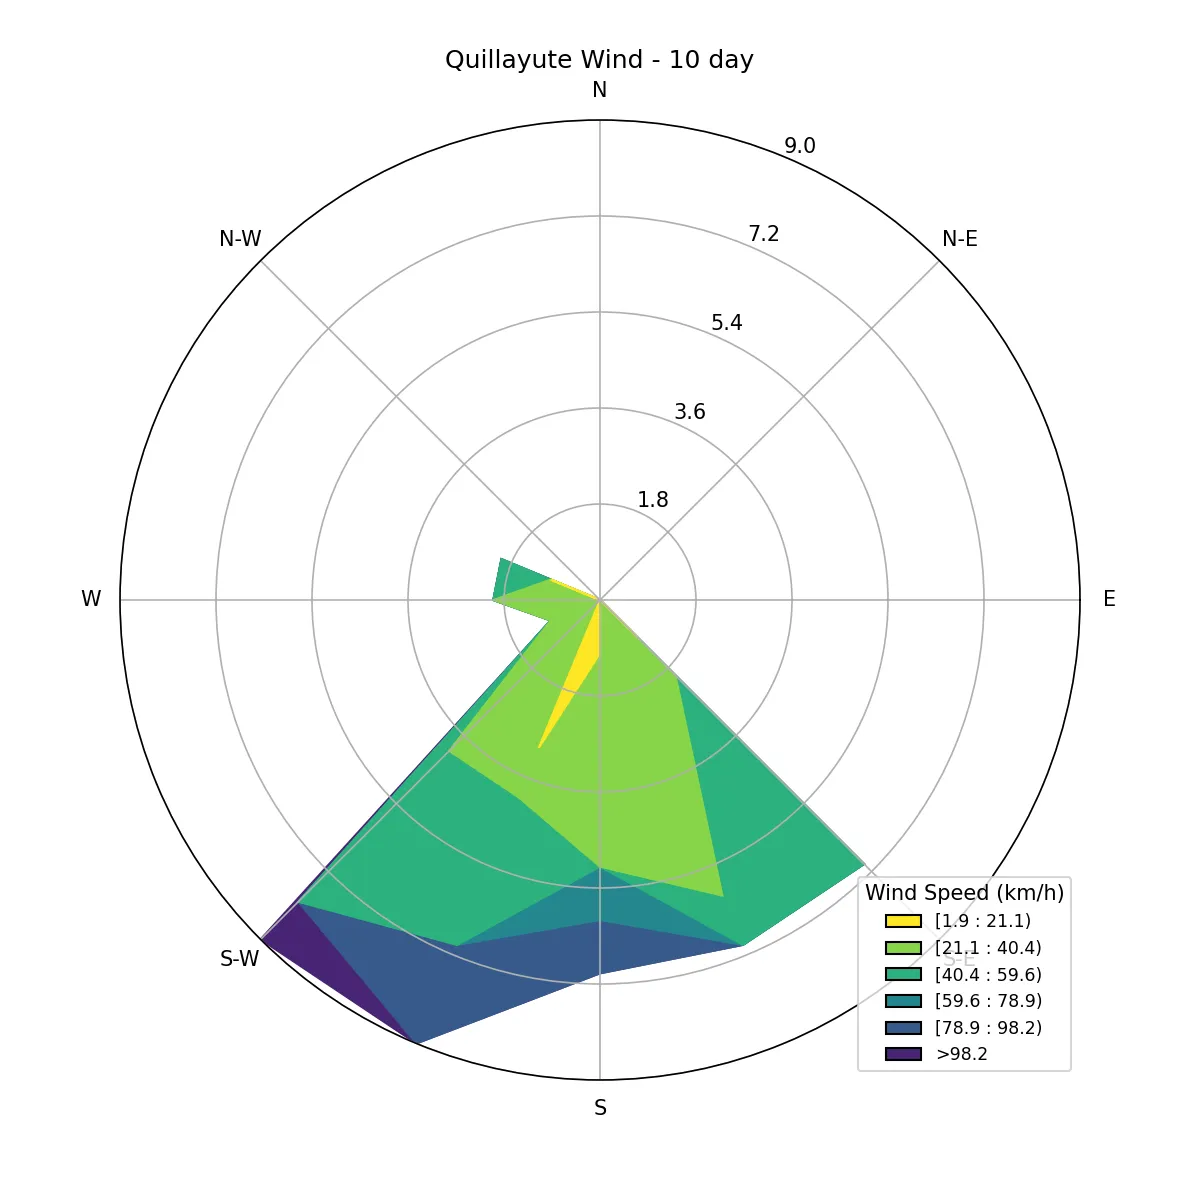 Quillayute Wind - 10 day
N
9.0
N-W
7.2
N-E
5.4
3.6
1.8
W
E
Wind Speed (km/h)
[1.9 : 21.1)
[21.1 : 40.4)
S-W
S-E
[40.4 : 59.6)
[59.6 : 78.9)
[78.9 : 98.2)
>98.2
S